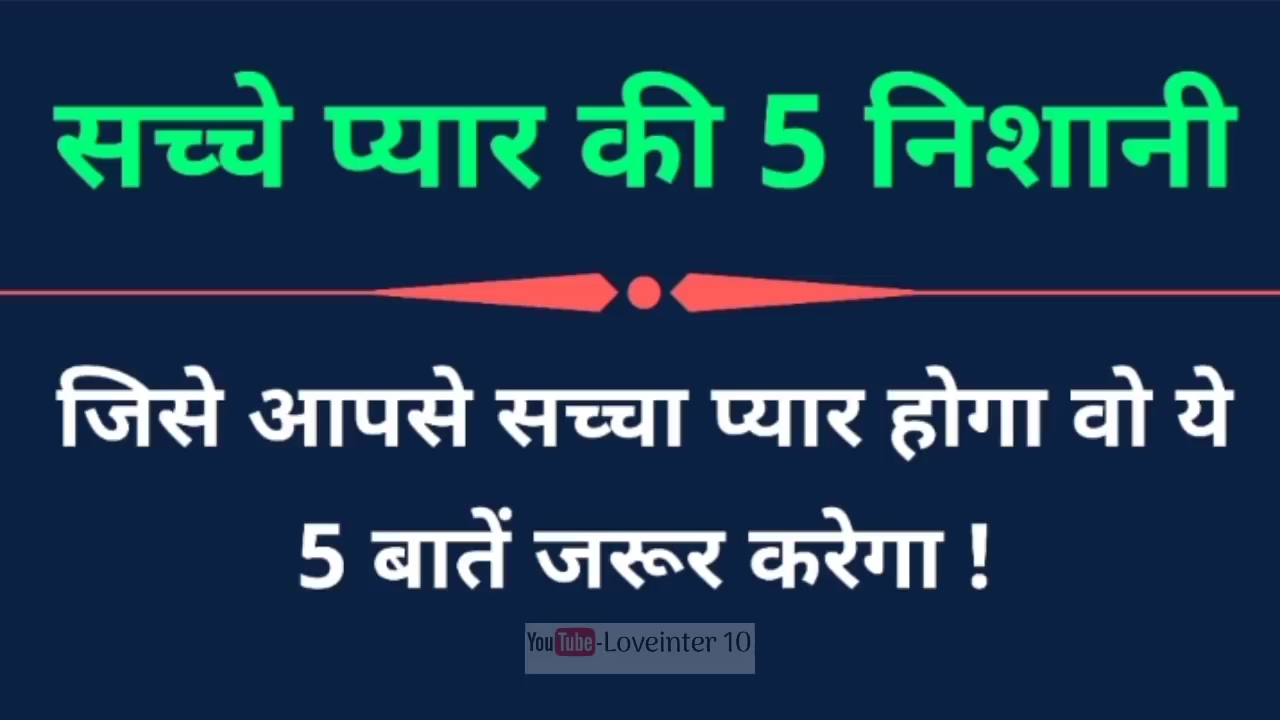 सच्चे प्यार की 5 निशानी
जिसे आपसे सच्चा प्यार होगा वो ये
5 बातें जरूर करेगा !
YouTube-Loveinter 10